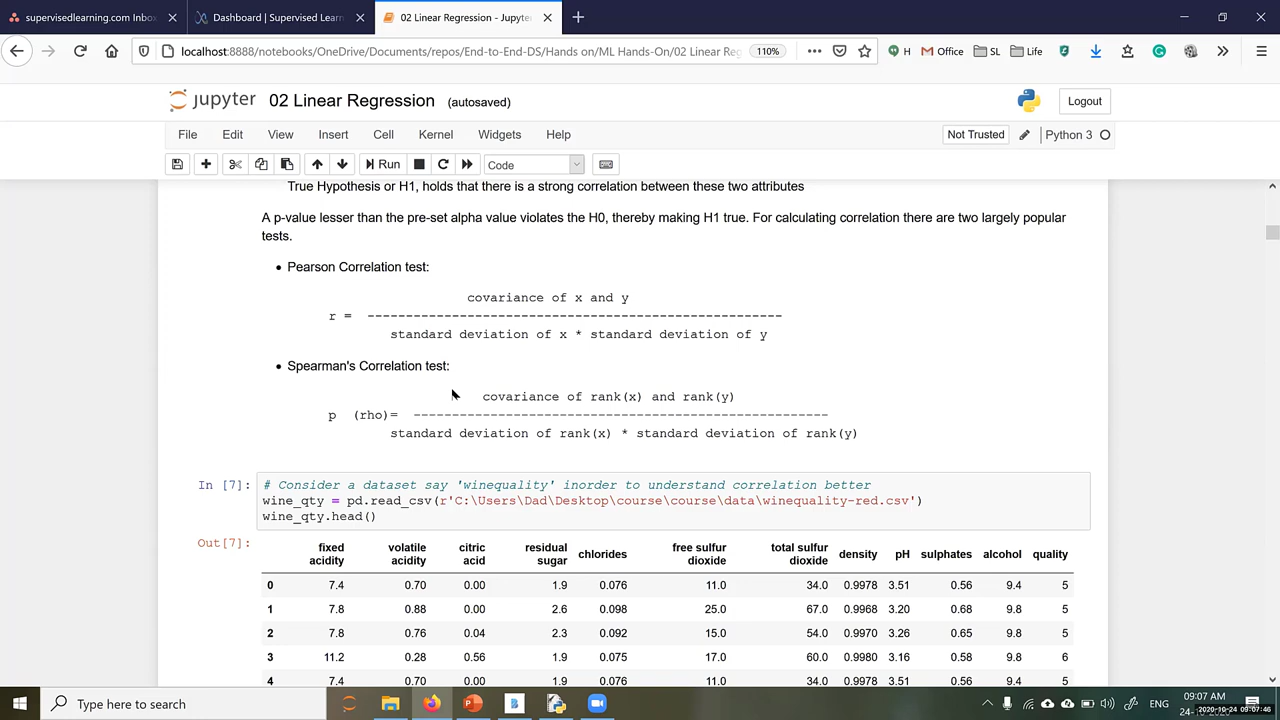 supervisedlearning.com Inbox
Dashboard | Supervised Learning
02 Linear Regression - Jupyter
localhost:8888/notebooks/OneDrive/Documents/repos/End-to-End-DS/Hands on/ML Hands-On/02 Linear Reg
110%
H
Office
SL
Life
jupyter
02 Linear Regression (autosaved)
Logout
File Edit View Insert Cell Kernel Widgets Help
Not Trusted
Python 3
Run
Code
True Hypothesis or H1, holds that there is a strong correlation between these two attributes
A p-value lesser than the pre-set alpha value violates the H0, thereby making H1 true. For calculating correlation there are two largely popular
tests.
• Pearson Correlation test:
covariance of x and y
r = ------------------------------------------------------
standard deviation of x * standard deviation of y
• Spearman's Correlation test:
covariance of rank(x) and rank(y)
p (rho)= ------------------------------------------------------
standard deviation of rank(x) * standard deviation of rank(y)
In [7]: # Consider a dataset say 'winequality' inorder to understand correlation better
wine_qty = pd.read_csv(r'C:\Users\Dad\Desktop\course\course\data\winequality-red.csv')
wine_qty.head()
Out[7]:
fixed acidity volatile acidity citric acid residual sugar chlorides free sulfur dioxide total sulfur dioxide density pH sulphates alcohol quality
0 7.4 0.70 0.00 1.9 0.076 11.0 34.0 0.9978 3.51 0.56 9.4 5
1 7.8 0.88 0.00 2.6 0.098 25.0 67.0 0.9968 3.20 0.68 9.8 5
2 7.8 0.76 0.04 2.3 0.092 15.0 54.0 0.9970 3.26 0.65 9.8 5
3 11.2 0.28 0.56 1.9 0.075 17.0 60.0 0.9980 3.16 0.58 9.8 6
4 7.4 0.70 0.00 1.9 0.076 11.0 34.0 0.9978 3.51 0.56 9.4 5
Type here to search
ENG
09:07 AM
2020-10-24 09:07:46